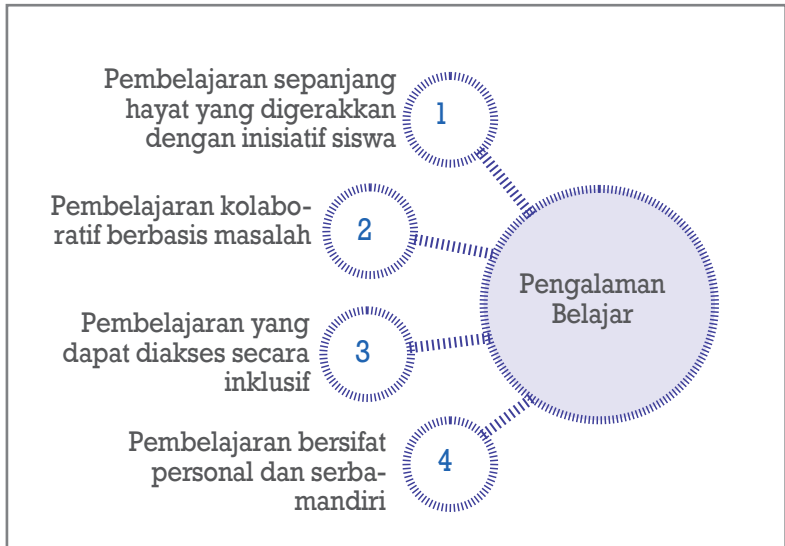 Pembelajaran sepanjang
hayat yang digerakkan
dengan inisiatif siswa
1
Pembelajaran kolabo-
ratif berbasis masalah
2
Pengalaman
Belajar
Pembelajaran yang
dapat diakses secara
inklusif
3
Pembelajaran bersifat
personal dan serba-
mandiri
4